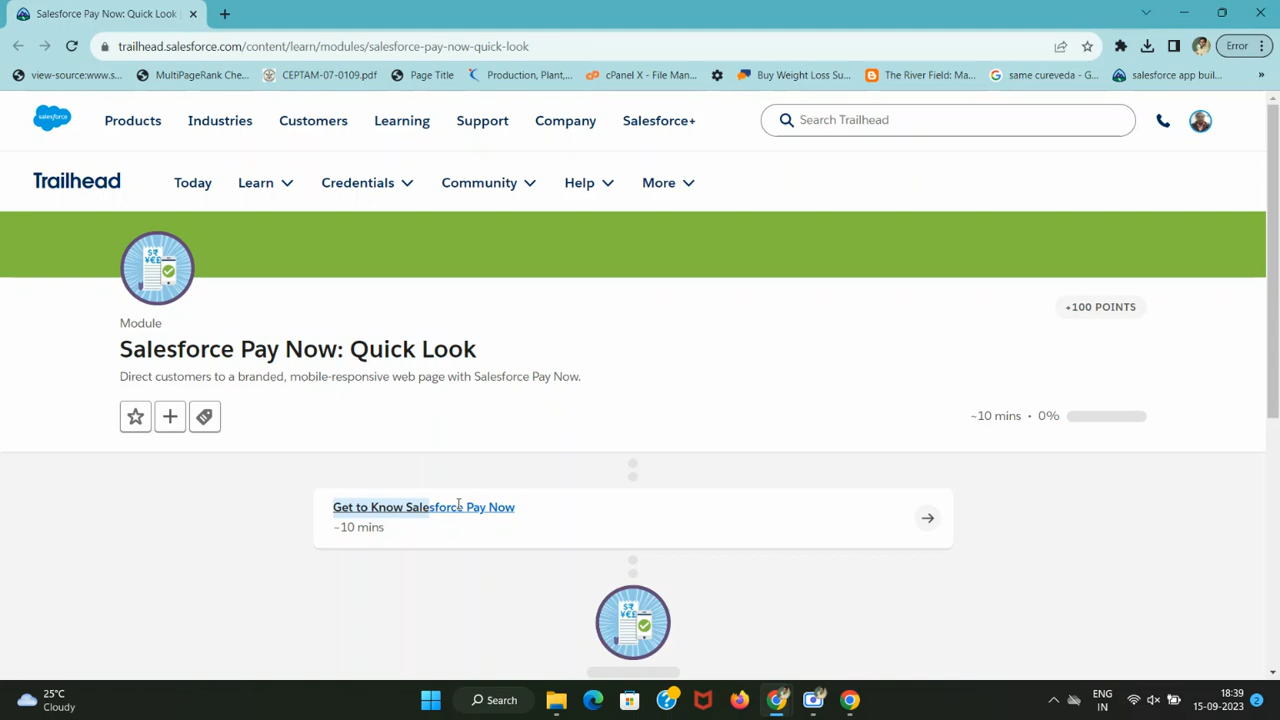 Salesforce Pay Now: Quick Look
trailhead.salesforce.com/content/learn/modules/salesforce-pay-now-quick-look
Error
view-source:www.s...
MultiPageRank Che...
CEPTAM-07-0109.pdf
Page Title
Production, Plant,...
cPanel X - File Man...
Buy Weight Loss Su...
The River Field: Ma...
same cureveda - G...
salesforce app buil...
»
salesforce
Products Industries Customers Learning Support Company Salesforce+
Search Trailhead
Trailhead
Today Learn Credentials Community Help More
+100 POINTS
Module
Salesforce Pay Now: Quick Look
Direct customers to a branded, mobile-responsive web page with Salesforce Pay Now.
~10 mins • 0%
Get to Know Salesforce Pay Now
~10 mins
25°C
Cloudy
Search
ENG
IN
18:39
15-09-2023
2